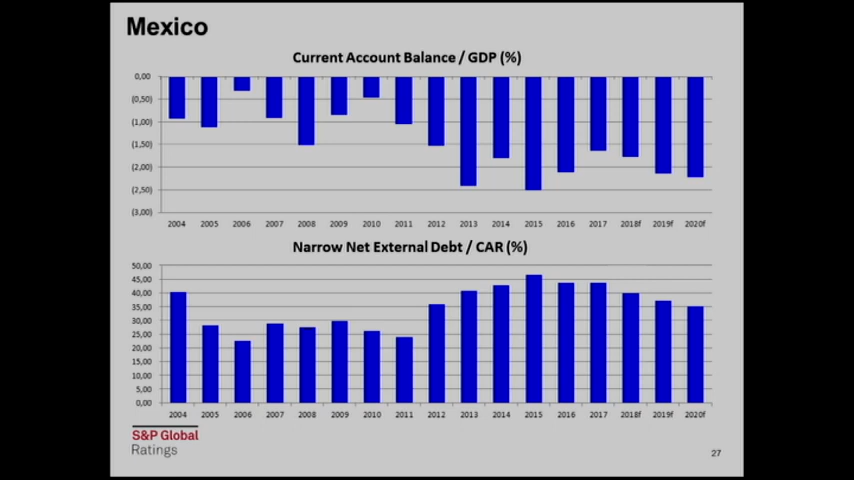 Mexico
Current Account Balance / GDP (%)
0,00
(0,50)
(1,00)
(1,50)
(2,00)
(2,50)
(3,00)
2004 2005 2006 2007 2008 2009 2010 2011 2012 2013 2014 2015 2016 2017 2018f 2019f 2020f
Narrow Net External Debt / CAR (%)
50,00
45,00
40,00
35,00
30,00
25,00
20,00
15,00
10,00
5,00
0,00
2004 2005 2006 2007 2008 2009 2010 2011 2012 2013 2014 2015 2016 2017 2018f 2019f 2020f
S&P Global
Ratings
27